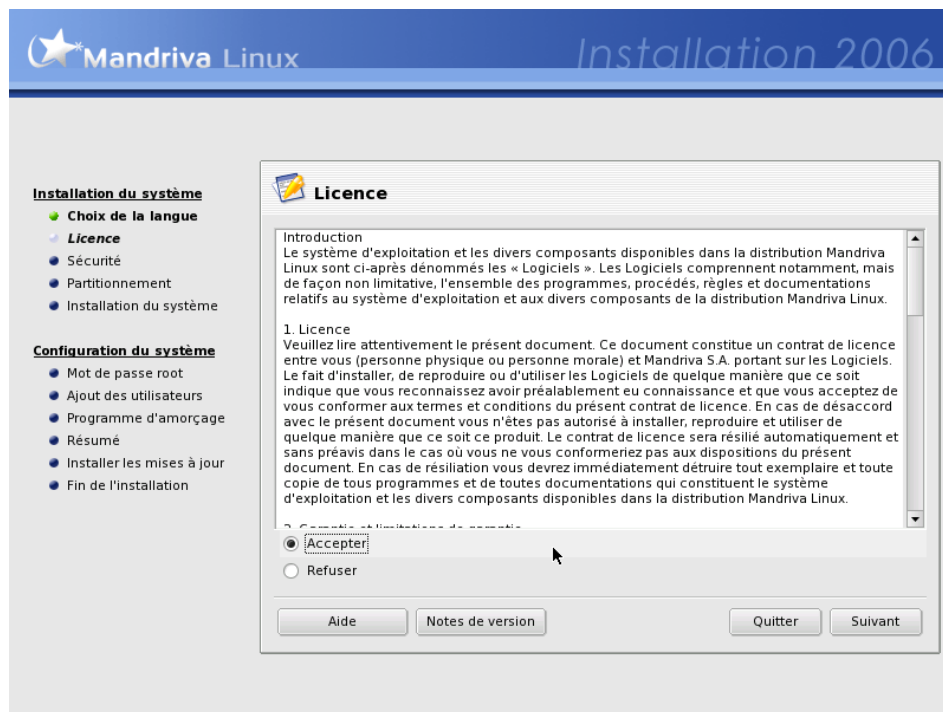 Mandriva Linux
Installation 2006
Installation du système
Choix de la langue
Licence
Sécurité
Partitionnement
Installation du système
Configuration du système
Mot de passe root
Ajout des utilisateurs
Programme d'amorçage
Résumé
Installer les mises à jour
Fin de l'installation
Licence
Introduction
Le système d'exploitation et les divers composants disponibles dans la distribution Mandriva
Linux sont ci-après dénommés les « Logiciels ». Les Logiciels comprennent notamment, mais
de façon non limitative, l'ensemble des programmes, procédés, règles et documentations
relatifs au système d'exploitation et aux divers composants de la distribution Mandriva Linux.
1. Licence
Veuillez lire attentivement le présent document. Ce document constitue un contrat de licence
entre vous (personne physique ou personne morale) et Mandriva S.A. portant sur les Logiciels.
Le fait d'installer, de reproduire ou d'utiliser les Logiciels de quelque manière que ce soit
indique que vous reconnaissez avoir préalablement eu connaissance et que vous acceptez de
vous conformer aux termes et conditions du présent contrat de licence. En cas de désaccord
avec le présent document vous n'êtes pas autorisé à installer, reproduire et utiliser de
quelque manière que ce soit ce produit. Le contrat de licence sera résilié automatiquement et
sans préavis dans le cas où vous ne vous conformeriez pas aux dispositions du présent
document. En cas de résiliation vous devrez immédiatement détruire tout exemplaire et toute
copie de tous programmes et de toutes documentations qui constituent le système
d'exploitation et les divers composants disponibles dans la distribution Mandriva Linux.
2. Garantie et limitations de garantie
Accepter
Refuser
Aide
Notes de version
Quitter
Suivant